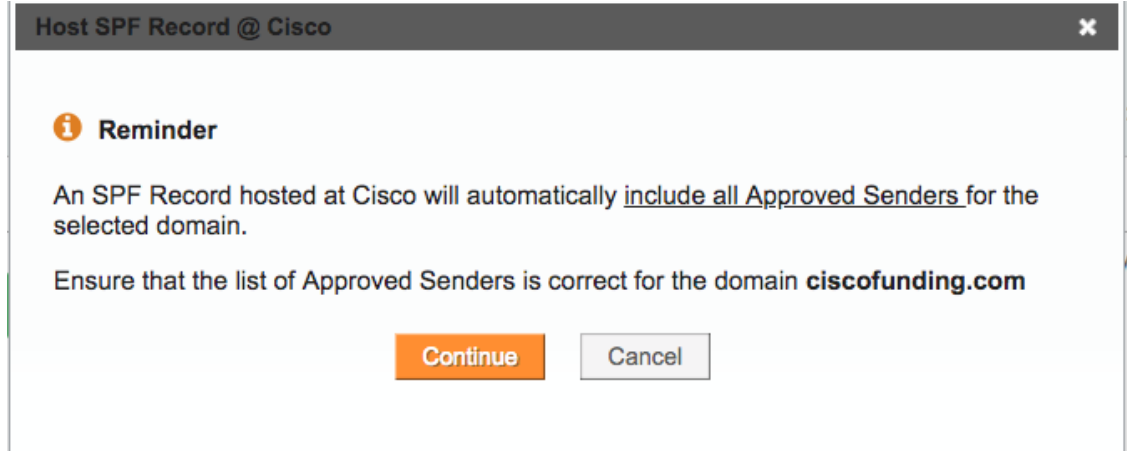 Host SPF Record @ Cisco
Reminder
An SPF Record hosted at Cisco will automatically include all Approved Senders for the
selected domain.
Ensure that the list of Approved Senders is correct for the domain ciscofunding.com
Continue
Cancel